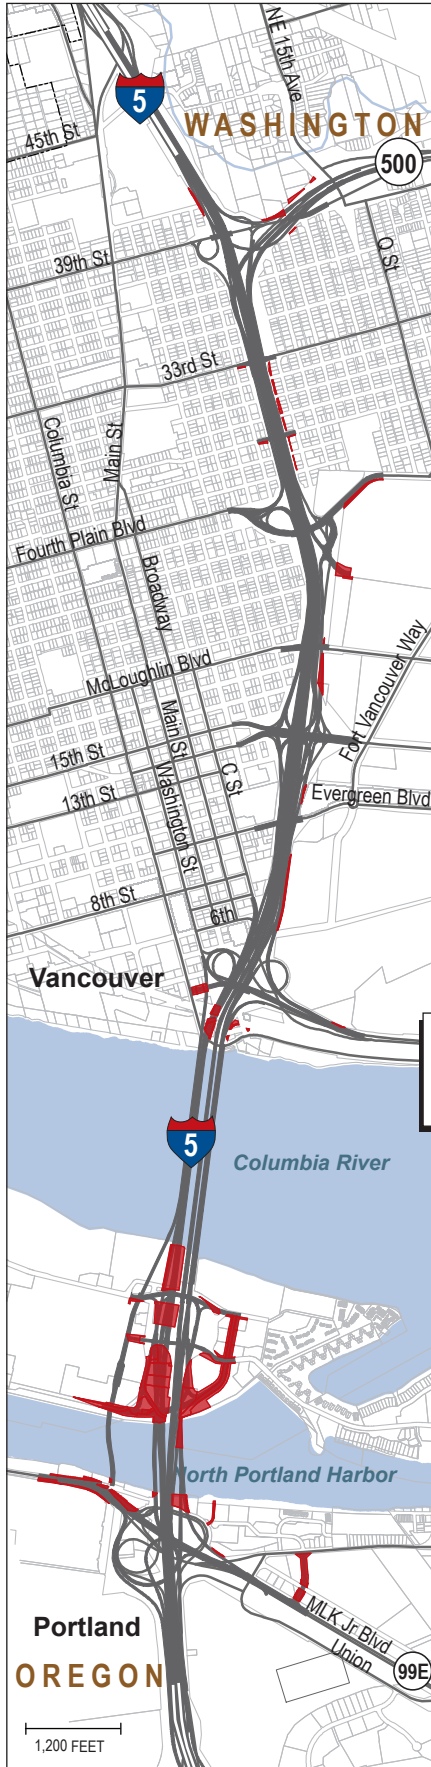 NE 15th Ave
5
WASHINGTON
45th St
500
39th St
Q St
33rd St
Columbia St
Main St
Fourth Plain Blvd
Broadway
McLoughlin Blvd
Fort Vancouver Way
Main St
15th St
C St
Washington St
13th St
Evergreen Blvd
8th St
6th
Vancouver
5
Columbia River
North Portland Harbor
Portland
MLK Jr Blvd
Union
OREGON
99E
1,200 FEET